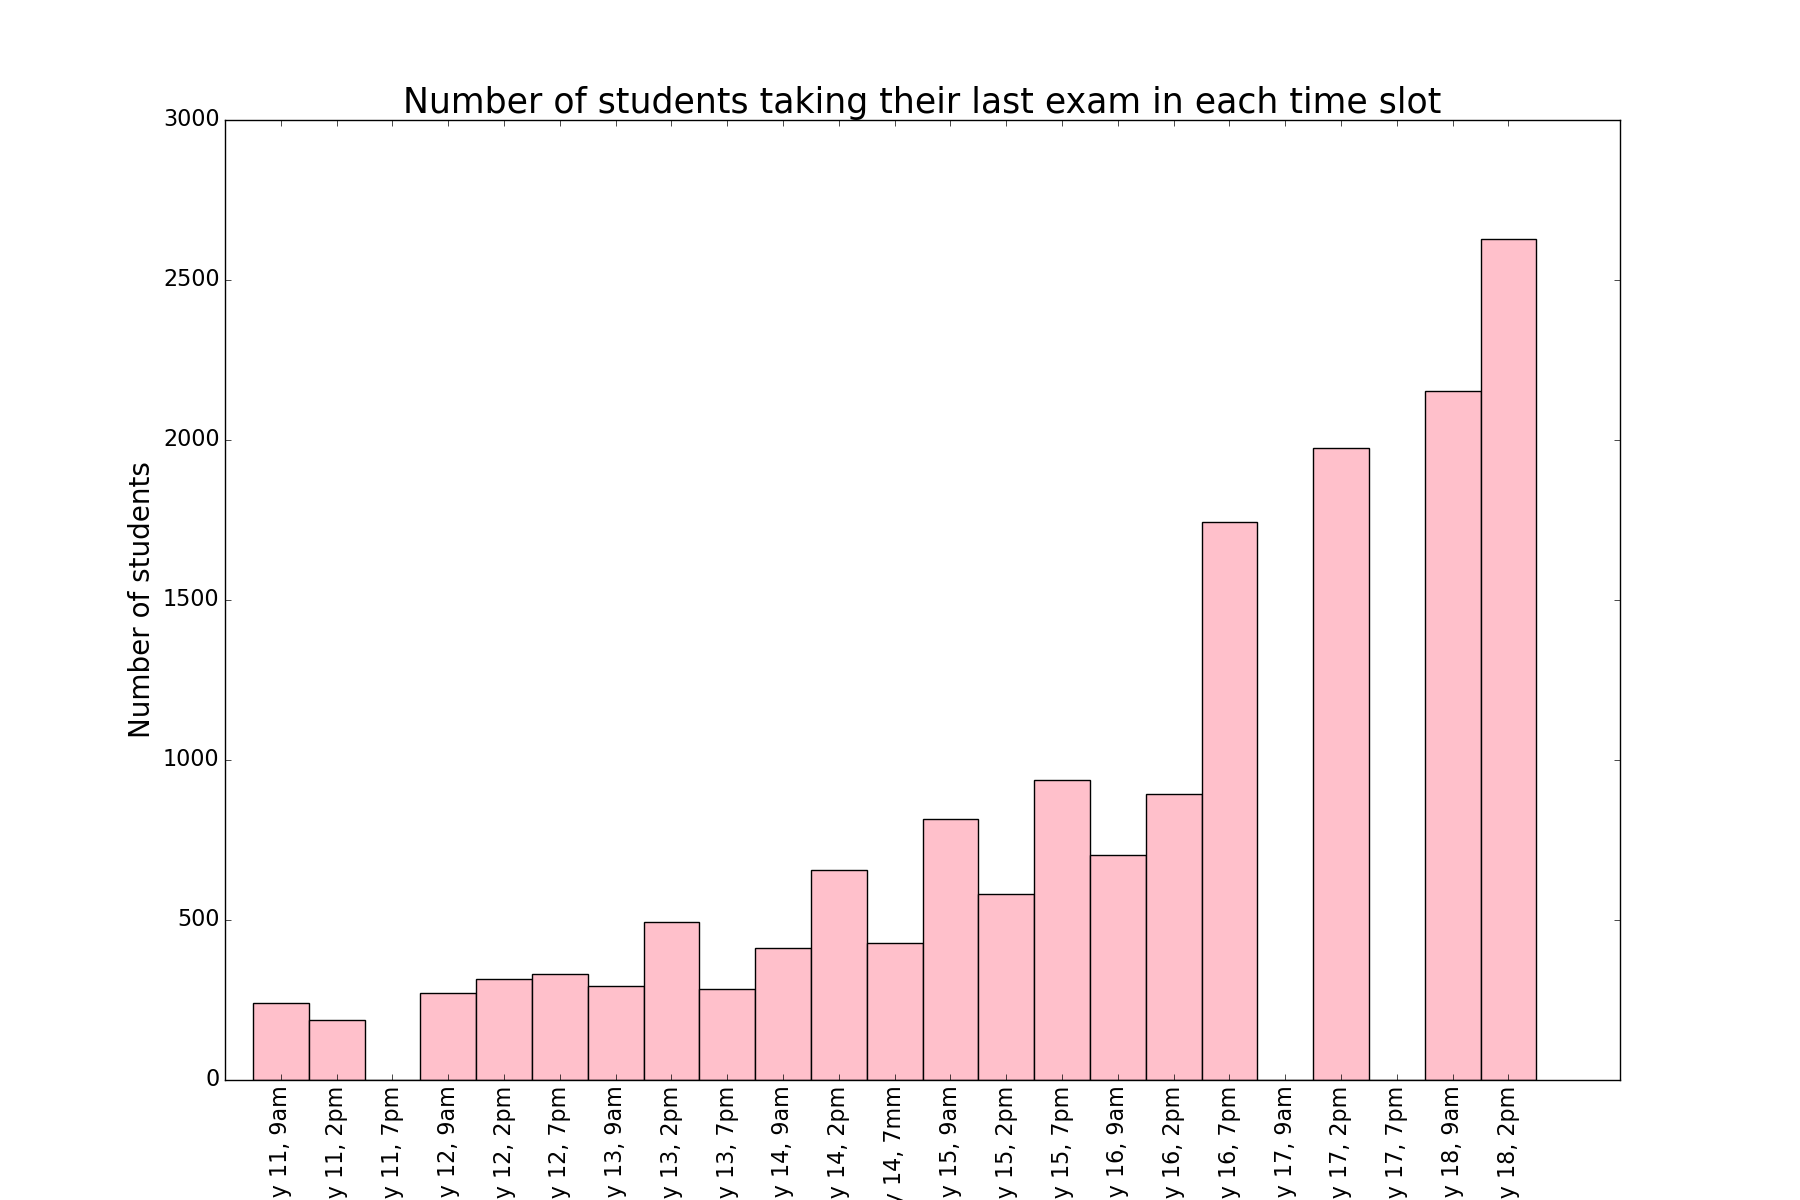 Number of students taking their last exam in each time slot
3000
2500
2000
1500
1000
500
0
Number of students
y 11, 9am
y 11, 2pm
y 11, 7pm
y 12, 9am
y 12, 2pm
y 12, 7pm
y 13, 9am
y 13, 2pm
y 13, 7pm
y 14, 9am
y 14, 2pm
y 14, 7mm
y 15, 9am
y 15, 2pm
y 15, 7pm
y 16, 9am
y 16, 2pm
y 16, 7pm
y 17, 9am
y 17, 2pm
y 17, 7pm
y 18, 9am
y 18, 2pm